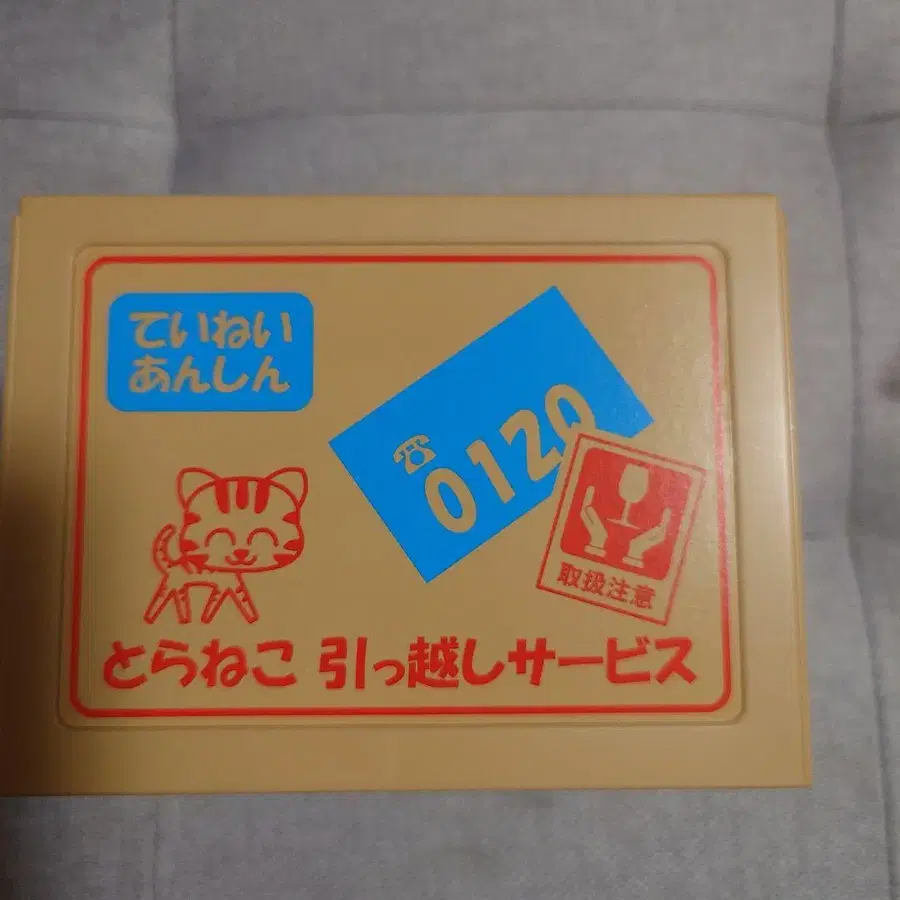 ていねい
あんしん
0120
取扱注意
とらねこ 引っ越しサービス